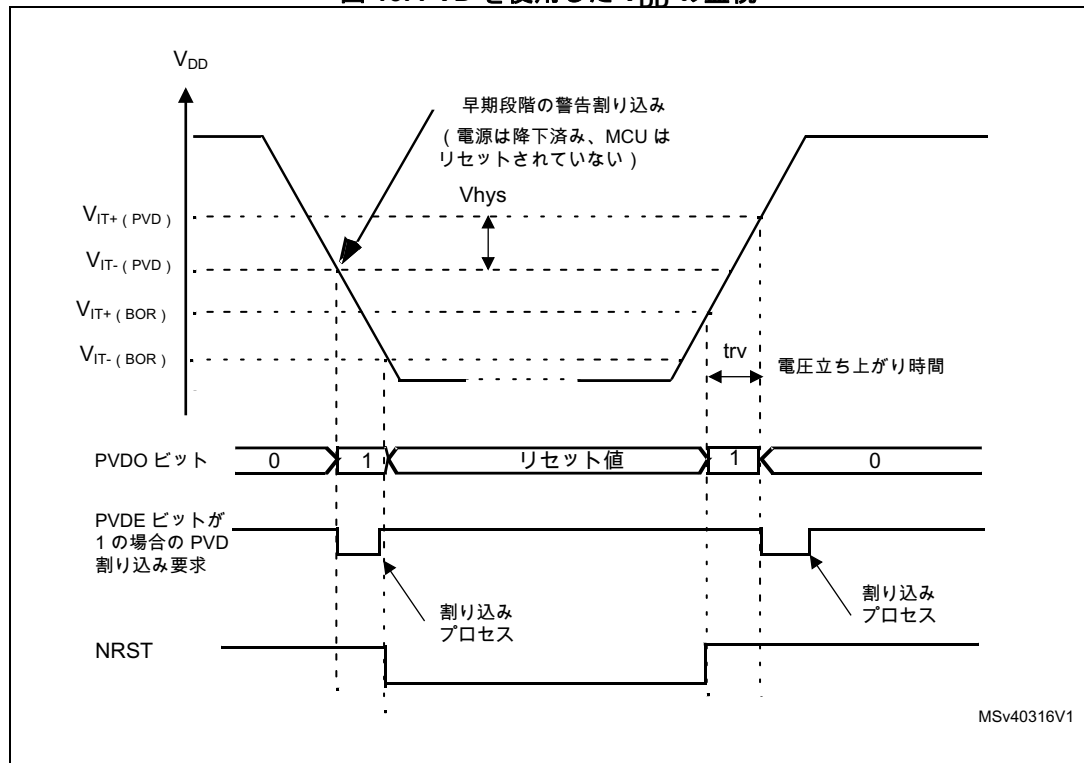 V_DD
早期段階の警告割り込み
(電源は降下済み、MCU は
リセットされていない)
Vhys
V_IT+ ( PVD )
V_IT- ( PVD )
V_IT+ ( BOR )
V_IT- ( BOR )
trv
電圧立ち上がり時間
PVDO ビット
0
1
リセット値
1
0
PVDE ビットが
1 の場合の PVD
割り込み要求
割り込み
プロセス
割り込み
プロセス
NRST
MSv40316V1